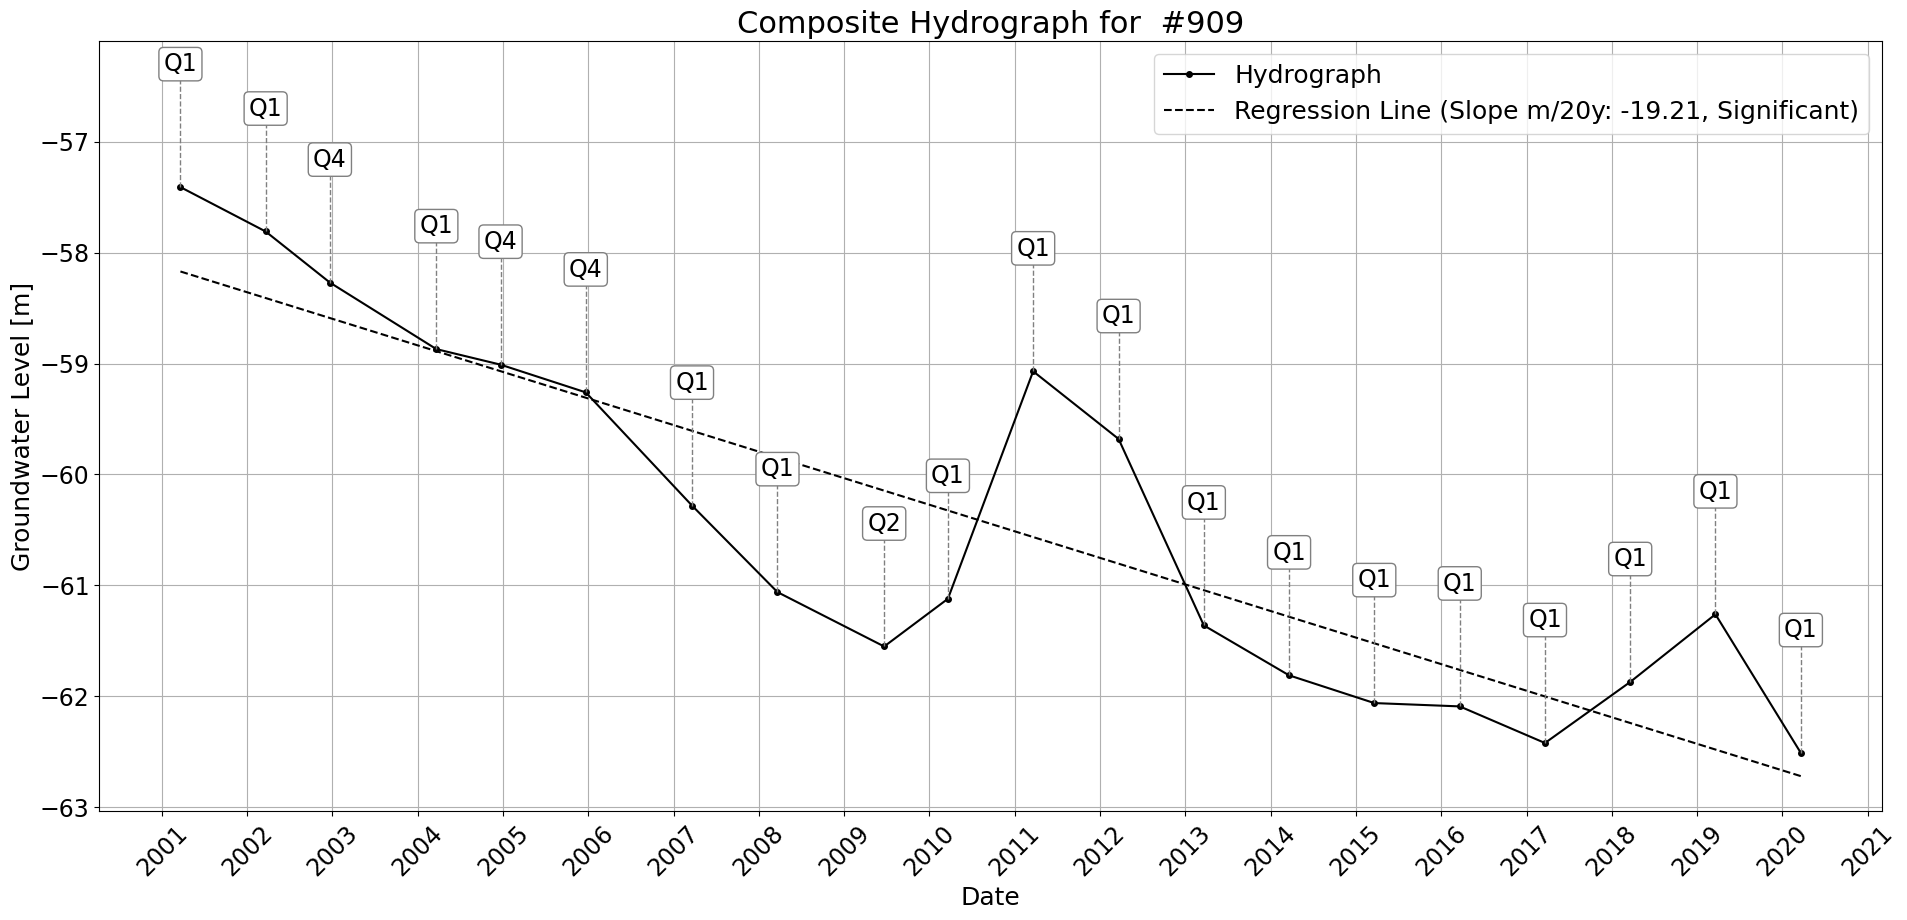 Composite Hydrograph for  #909
Hydrograph
Regression Line (Slope m/20y: -19.21, Significant)
Q1
Q1
Q4
Q1
Q4
Q4
Q1
Q1
Q2
Q1
Q1
Q1
Q1
Q1
Q1
Q1
Q1
Q1
Q1
Q1
Groundwater Level [m]
−57
−58
−59
−60
−61
−62
−63
2001
2002
2003
2004
2005
2006
2007
2008
2009
2010
2011
2012
2013
2014
2015
2016
2017
2018
2019
2020
2021
Date